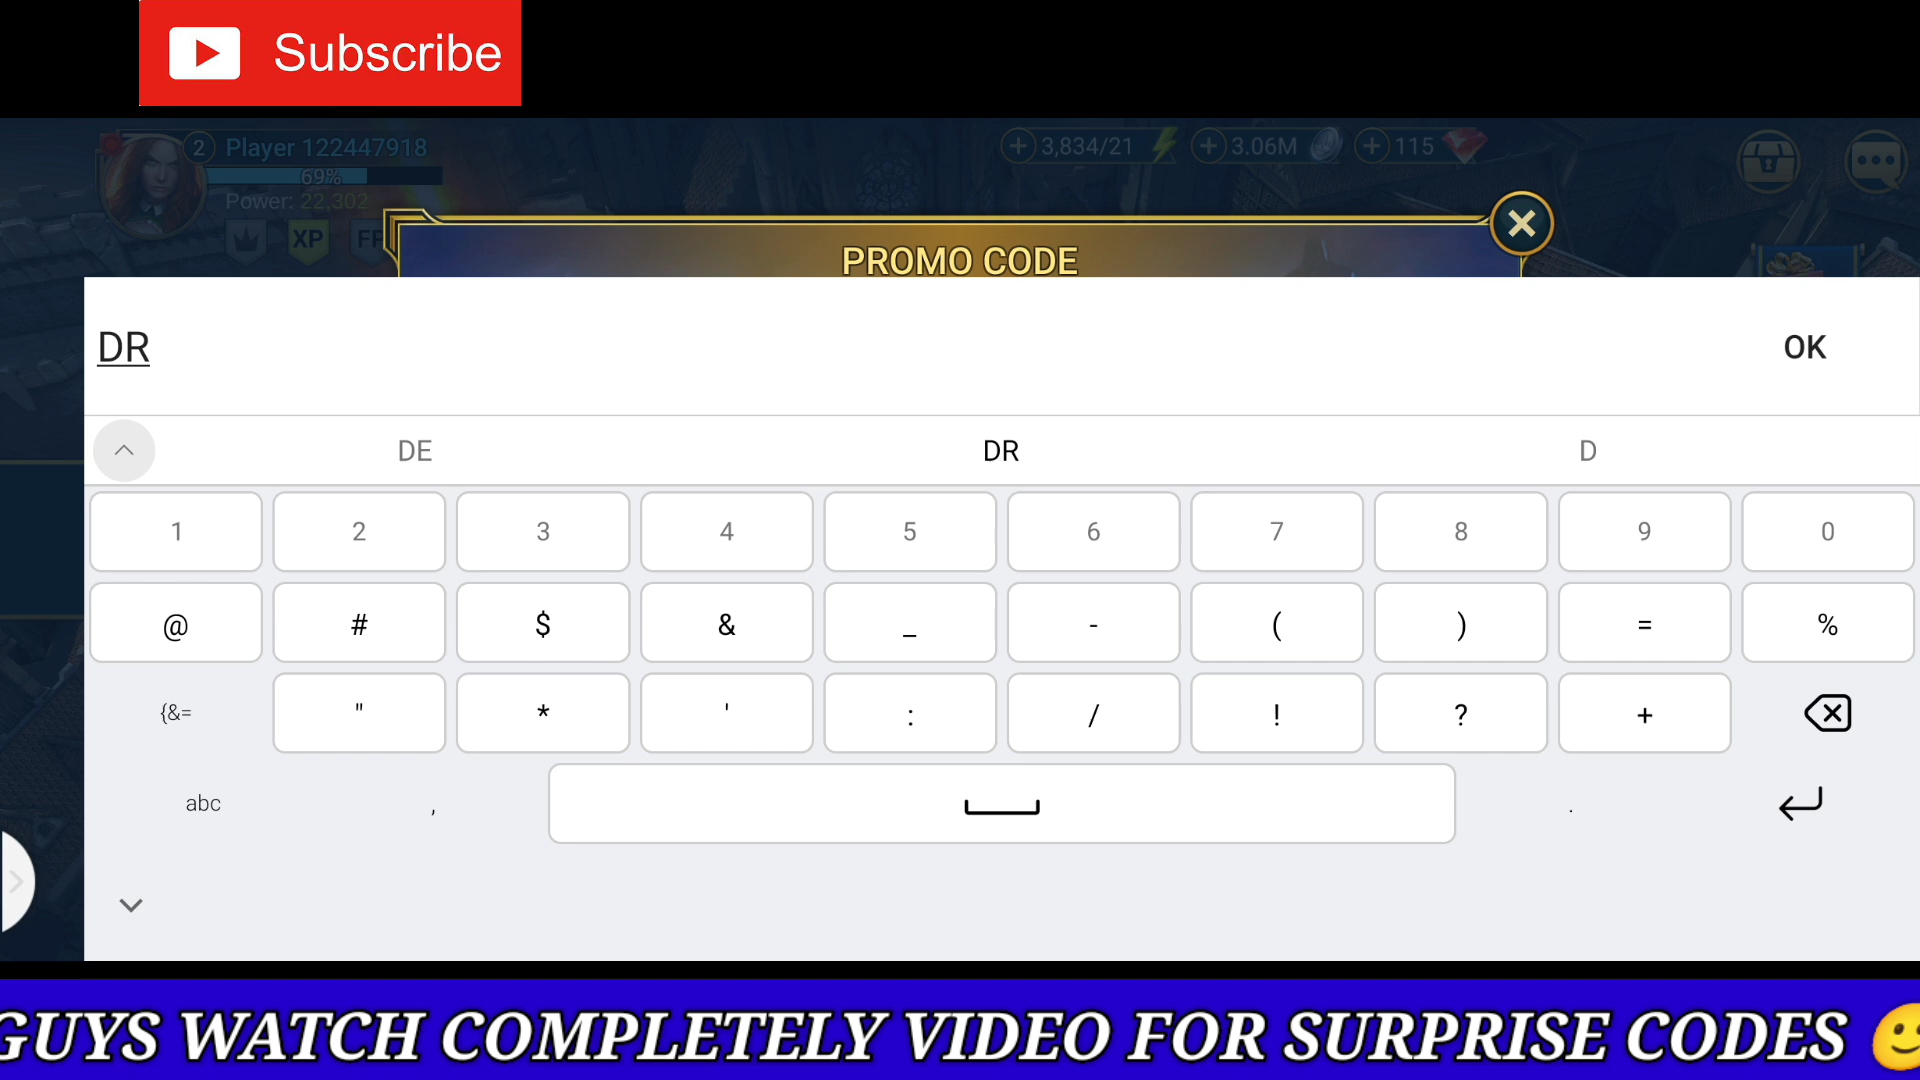 Subscribe
2 Player 122447918
69%
Power: 22,302
XP FF
+ 3,834/21 + 3.06M + 115
PROMO CODE
DR
OK
DE DR D
1 2 3 4 5 6 7 8 9 0
@ # $ & _ - ( ) = %
{&= " * ' : / ! ? +
abc , .
GUYS WATCH COMPLETELY VIDEO FOR SURPRISE CODES 🙂